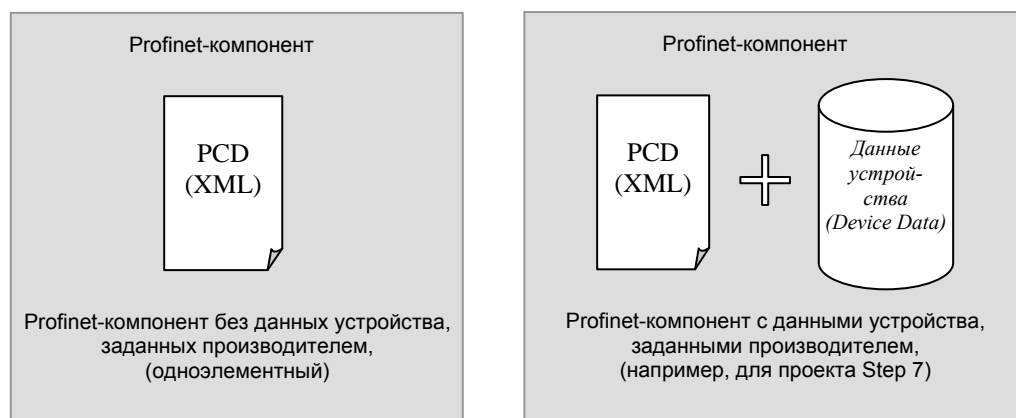 Profinet-компонент
PCD
(XML)
Profinet-компонент без данных устройства,
заданных производителем,
(одноэлементный)
Profinet-компонент
PCD
(XML)
Данные
устрой-
ства
(Device Data)
Profinet-компонент с данными устройства,
заданными производителем,
(например, для проекта Step 7)